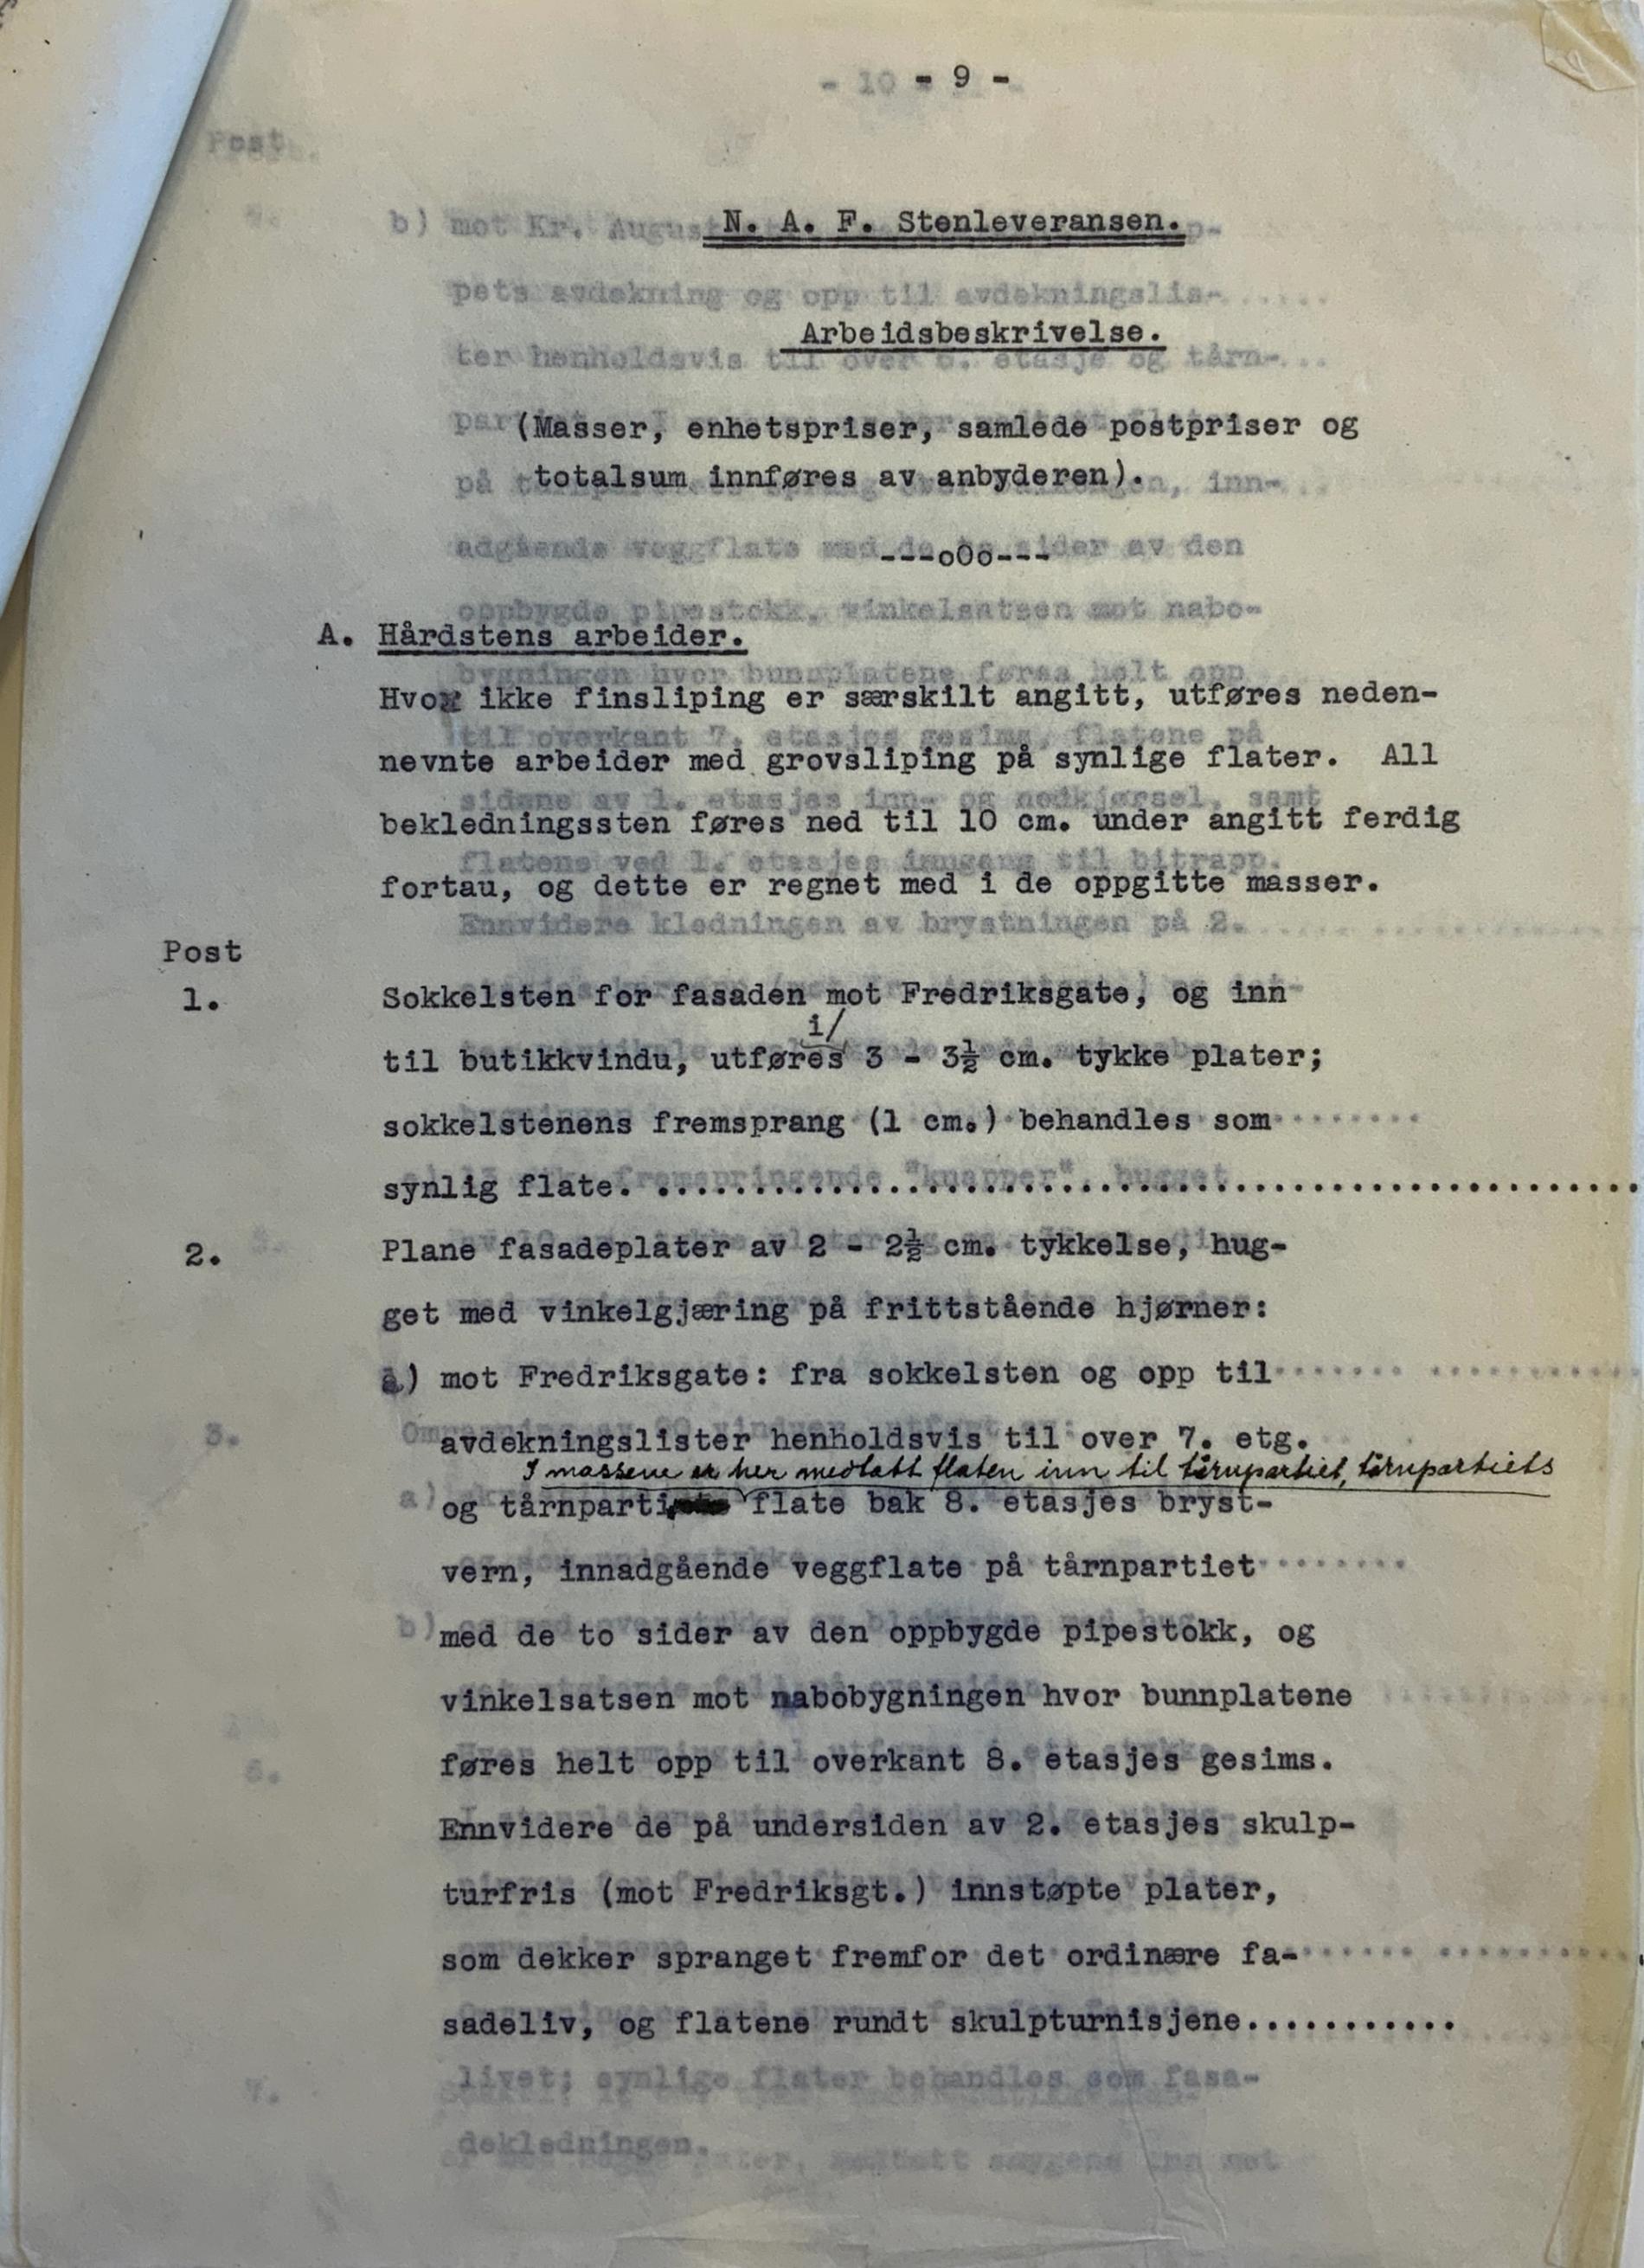 - 9 -
N. A. F. Stenleveransen.
Arbeidsbeskrivelse.
(Masser, enhetspriser, samlede postpriser og
totalsum innføres av anbyderen).
---oOo---
A. Hårdstens arbeider.
Hvor ikke finsliping er særskilt angitt, utføres neden-
nevnte arbeider med grovsliping på synlige flater. All
bekledningssten føres ned til 10 cm. under angitt ferdig
fortau, og dette er regnet med i de oppgitte masser.
Post
1. Sokkelsten for fasaden mot Fredriksgate, og inn
i/
til butikkvindu, utføres 3 - 3½ cm. tykke plater;
sokkelstenens fremsprang (1 cm.) behandles som
synlig flate. ..................................................
2. Plane fasadeplater av 2 - 2½ cm. tykkelse, hug-
get med vinkelgjæring på frittstående hjørner:
a) mot Fredriksgate: fra sokkelsten og opp til
avdekningslister henholdsvis til over 7. etg.
I massene er her medtatt flaten inn til tårnpartiet, tårnpartiets
og tårnparti flate bak 8. etasjes bryst-
vern, innadgående veggflate på tårnpartiet
med de to sider av den oppbygde pipestokk, og
vinkelsatsen mot nabobygningen hvor bunnplatene
føres helt opp til overkant 8. etasjes gesims.
Ennvidere de på undersiden av 2. etasjes skulp-
turfris (mot Fredriksgt.) innstøpte plater,
som dekker spranget fremfor det ordinære fa-
sadeliv, og flatene rundt skulpturnisjene...........